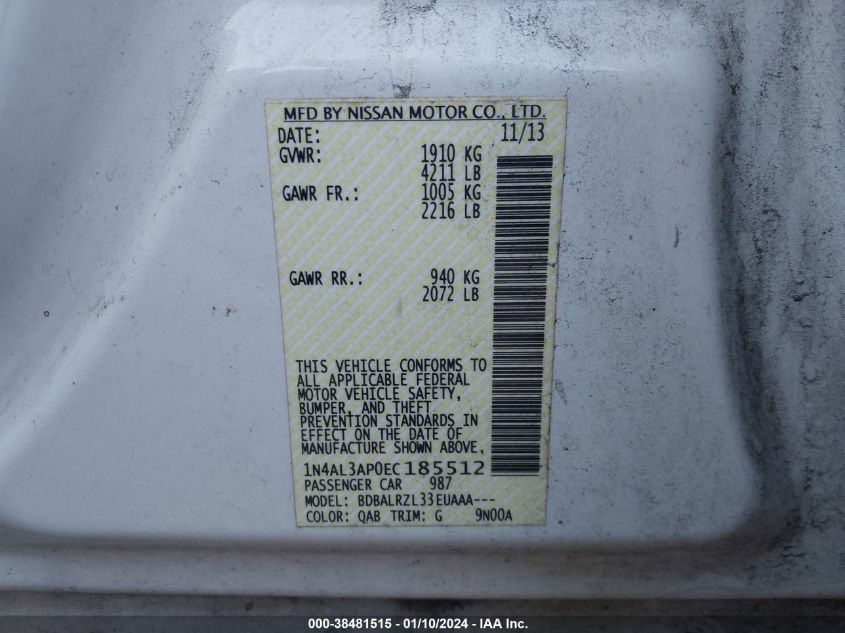 MFD BY NISSAN MOTOR CO., LTD.
DATE: 11/13
GVWR: 1910 KG
4211 LB
GAWR FR.: 1005 KG
2216 LB
GAWR RR.: 940 KG
2072 LB
THIS VEHICLE CONFORMS TO
ALL APPLICABLE FEDERAL
MOTOR VEHICLE SAFETY,
BUMPER, AND THEFT
PREVENTION STANDARDS IN
EFFECT ON THE DATE OF
MANUFACTURE SHOWN ABOVE.
1N4AL3AP0EC185512
PASSENGER CAR 987
MODEL: BDBALRZL33EUAAA---
COLOR: QAB TRIM: G 9N00A
000-38481515 - 01/10/2024 - IAA Inc.